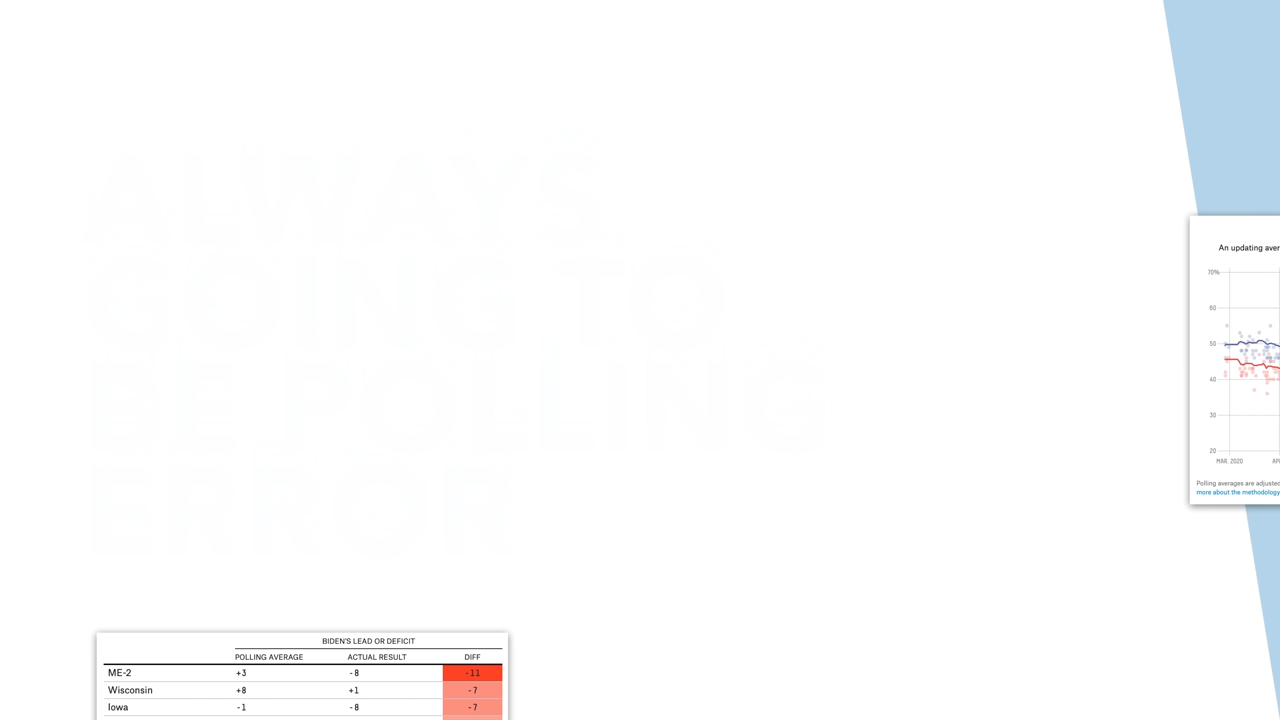 ALWAYS
GOING TO
BE POLLING
ERROR
An updating aver
70%
60
50
40
30
20
MAR. 2020 AP
Polling averages are adjusted
more about the methodology
BIDEN'S LEAD OR DEFICIT
POLLING AVERAGE ACTUAL RESULT DIFF
ME-2 +3 -8 -11
Wisconsin +8 +1 -7
Iowa -1 -8 -7